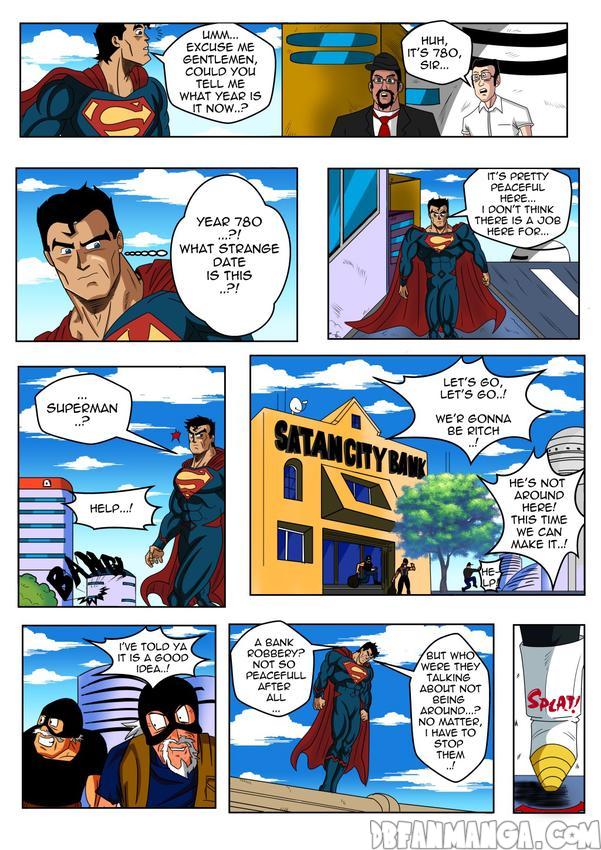 UMM...
EXCUSE ME
GENTLEMEN,
COULD YOU
TELL ME
WHAT YEAR IS
IT NOW..?
HUH,
IT'S 780,
SIR...
YEAR 780
...?!
WHAT STRANGE
DATE
IS THIS
..?!
IT'S PRETTY
PEACEFUL
HERE...
I DON'T THINK
THERE IS A JOB
HERE FOR...
...
SUPERMAN
..?
HELP...!
BANG!
LET'S GO,
LET'S GO..!
WE'R GONNA
BE RITCH
..!
SATAN CITY BANK
HE'S NOT
AROUND
HERE!
THIS TIME
WE CAN
MAKE IT..!
HE-
LP!
I'VE TOLD YA
IT IS A GOOD
IDEA..!
A BANK
ROBBERY?
NOT SO
PEACEFULL
AFTER
ALL
...
BUT WHO
WERE THEY
TALKING
ABOUT NOT
BEING
AROUND...?
NO MATTER,
I HAVE TO
STOP
THEM
SPLAT!
DBFANMANGA.COM